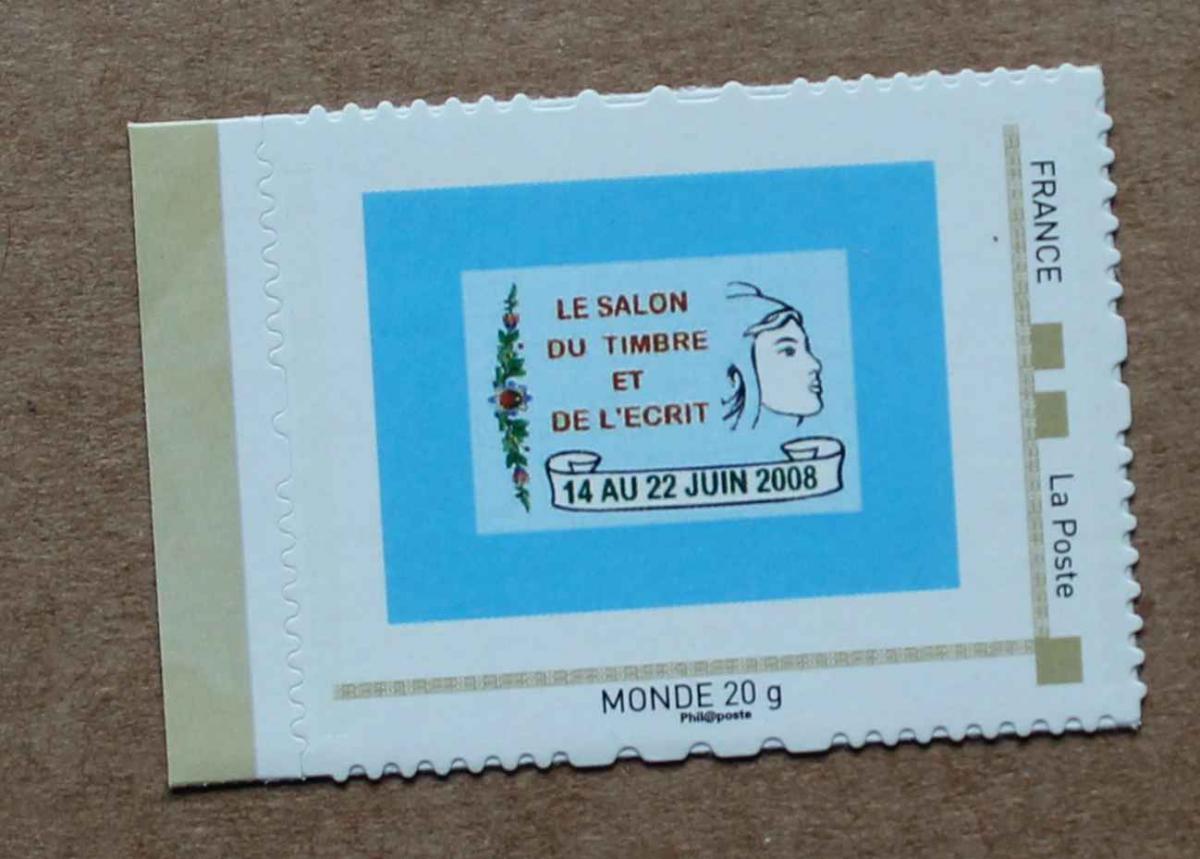 LE SALON
DU TIMBRE
ET
DE L'ECRIT
14 AU 22 JUIN 2008
FRANCE
La Poste
MONDE 20 g
Phil@poste